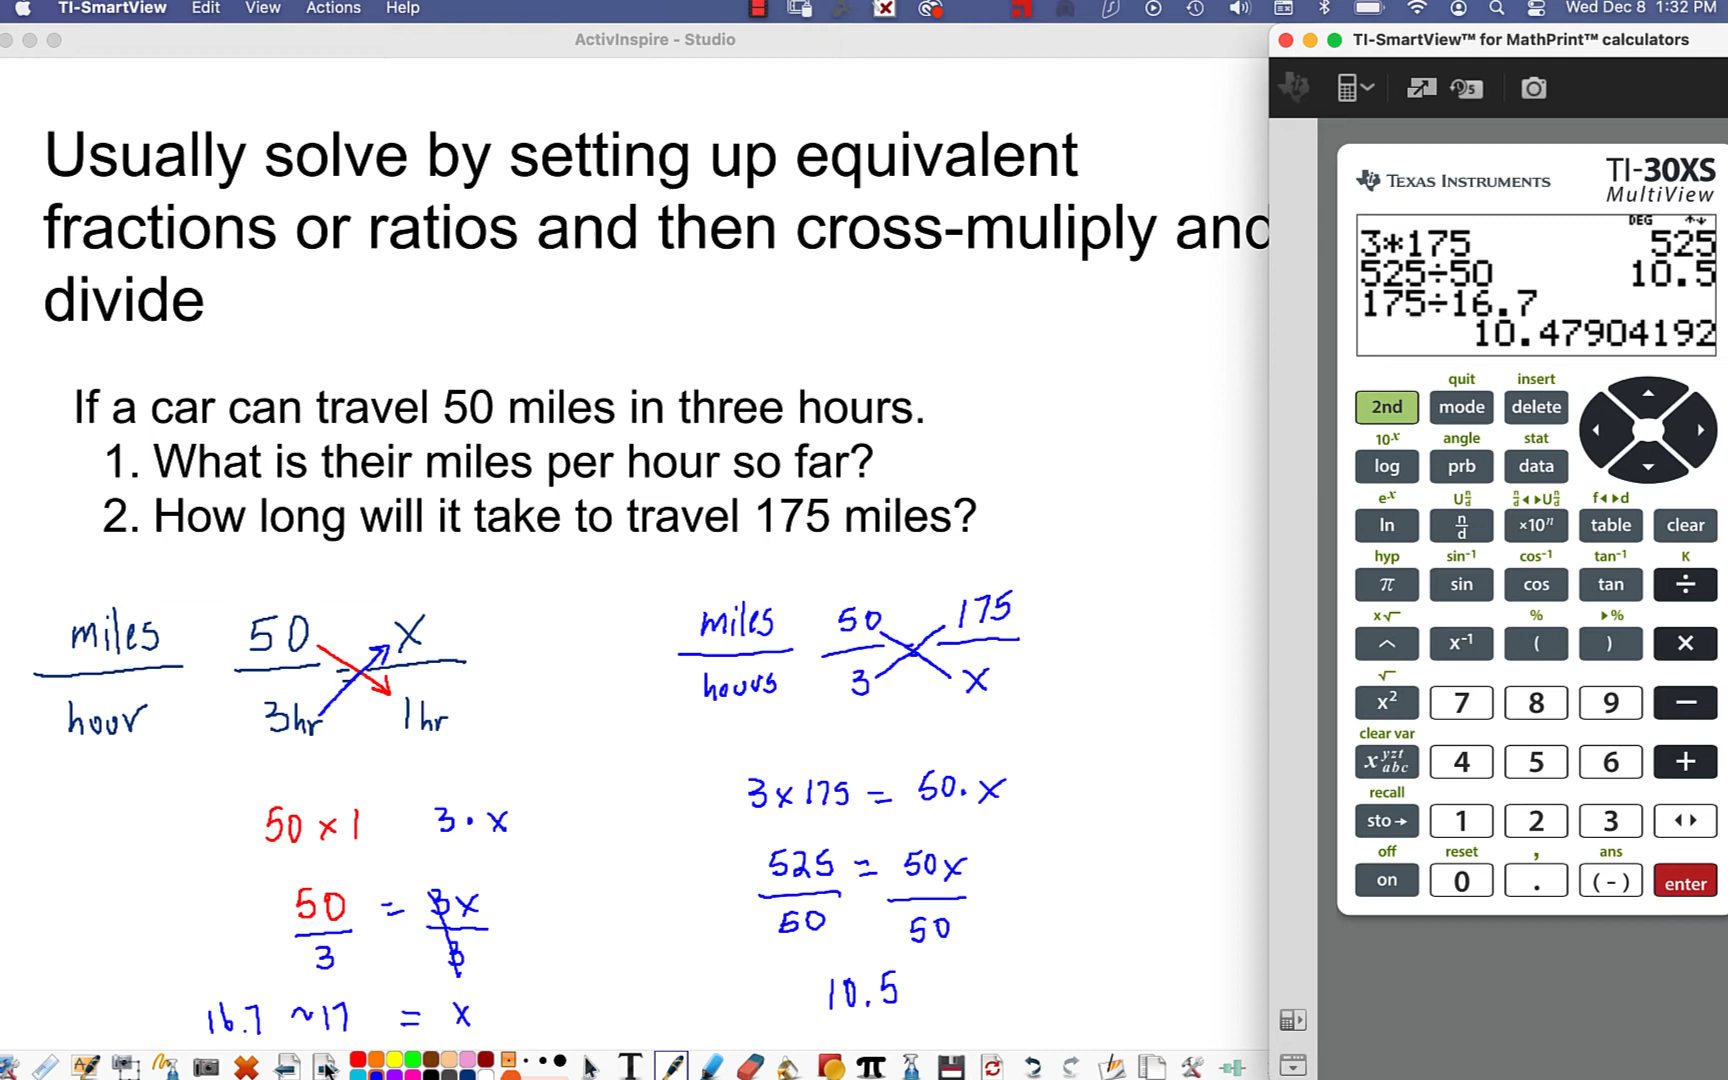 TI-SmartView Edit View Actions Help Wed Dec 8 1:32 PM
ActivInspire - Studio
TI-SmartView™ for MathPrint™ calculators
Usually solve by setting up equivalent
fractions or ratios and then cross-muliply and
divide
If a car can travel 50 miles in three hours.
1. What is their miles per hour so far?
2. How long will it take to travel 175 miles?
miles 50 x
hour 3hr = 1hr
50 x 1 3 · x
50 = 3x
3 3
16.7 ~17 = x
miles 50 175
hours 3 x
3 x 175 = 50 · x
525 = 50x
50 50
10.5
TEXAS INSTRUMENTS TI-30XS
MultiView
DEG
3*175 525
525÷50 10.5
175÷16.7
10.47904192
quit insert
2nd mode delete
10ˣ angle stat
log prb data
eˣ U n/d n/d ◄►U n/d f◄►d
ln n/d ×10ⁿ table clear
hyp sin⁻¹ cos⁻¹ tan⁻¹ K
π sin cos tan ÷
ˣ√ % ►%
^ x⁻¹ ( ) ×
√
x² 7 8 9 −
clear var
x yzt abc 4 5 6 +
recall
sto→ 1 2 3 ◄►
off reset , ans
on 0 . (-) enter